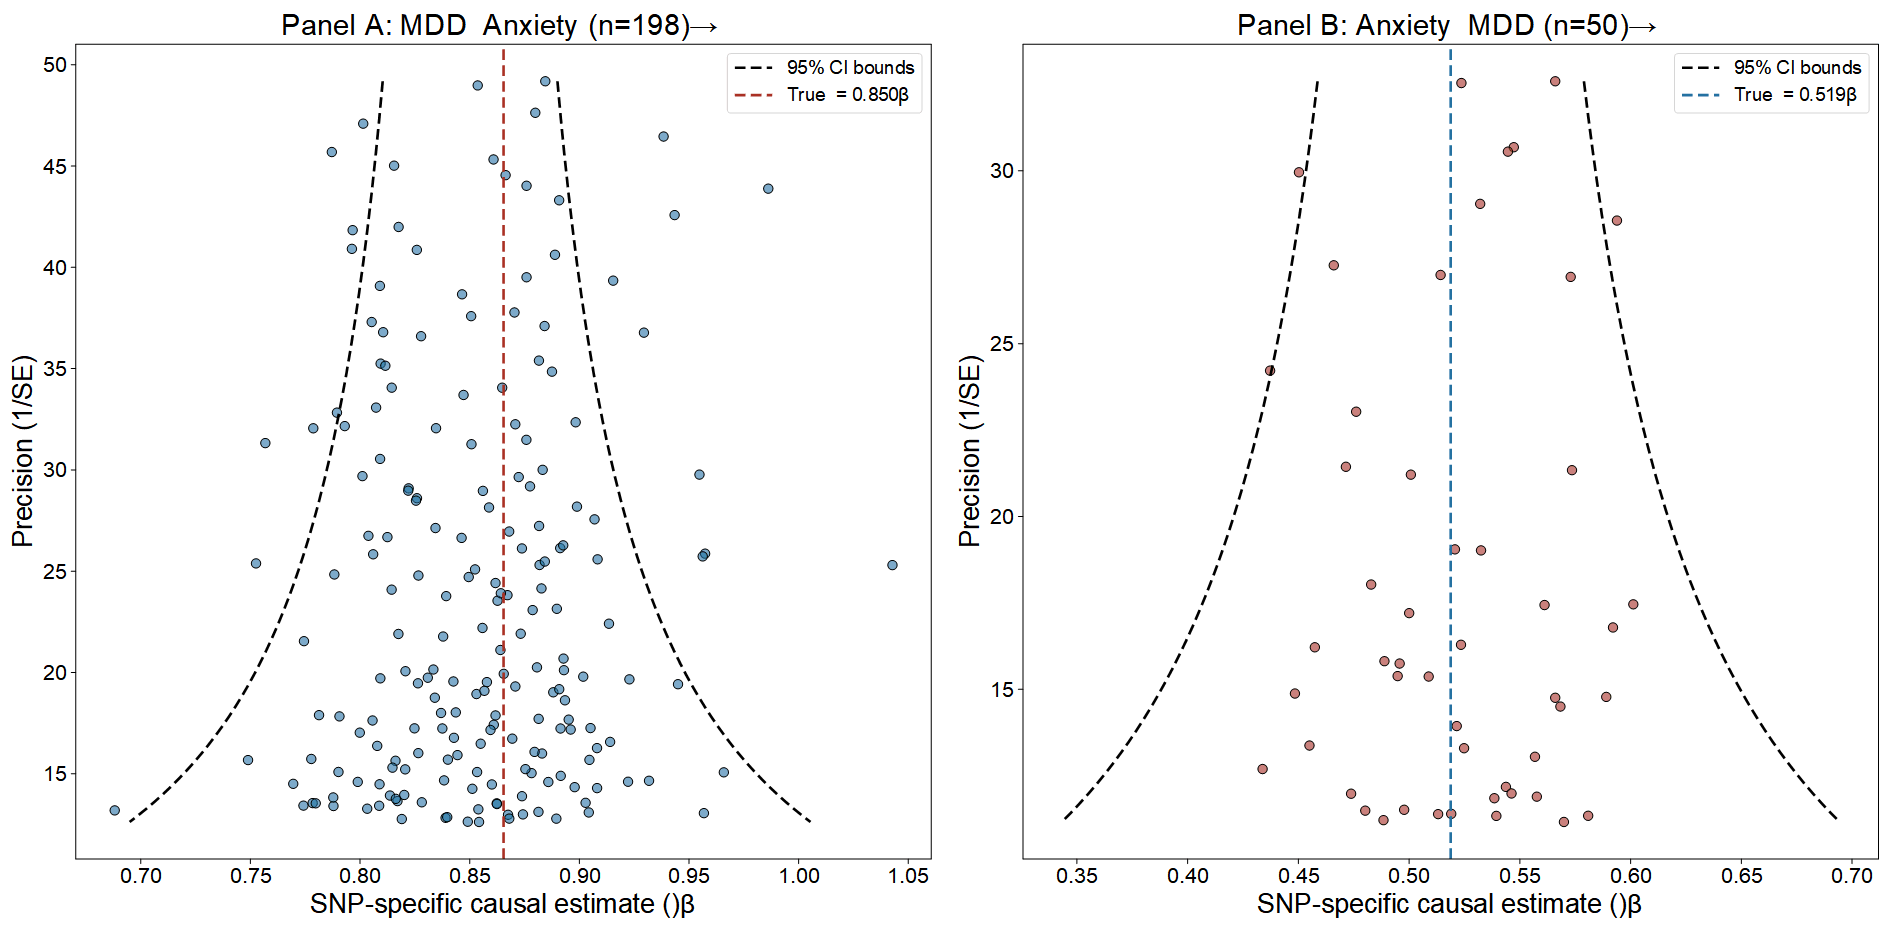 Panel A: MDD  Anxiety (n=198)→
50
45
40
35
30
25
20
15
Precision (1/SE)
95% CI bounds
True  = 0.850β
0.70 0.75 0.80 0.85 0.90 0.95 1.00 1.05
SNP-specific causal estimate ()β
Panel B: Anxiety  MDD (n=50)→
30
25
20
15
Precision (1/SE)
95% CI bounds
True  = 0.519β
0.35 0.40 0.45 0.50 0.55 0.60 0.65 0.70
SNP-specific causal estimate ()β